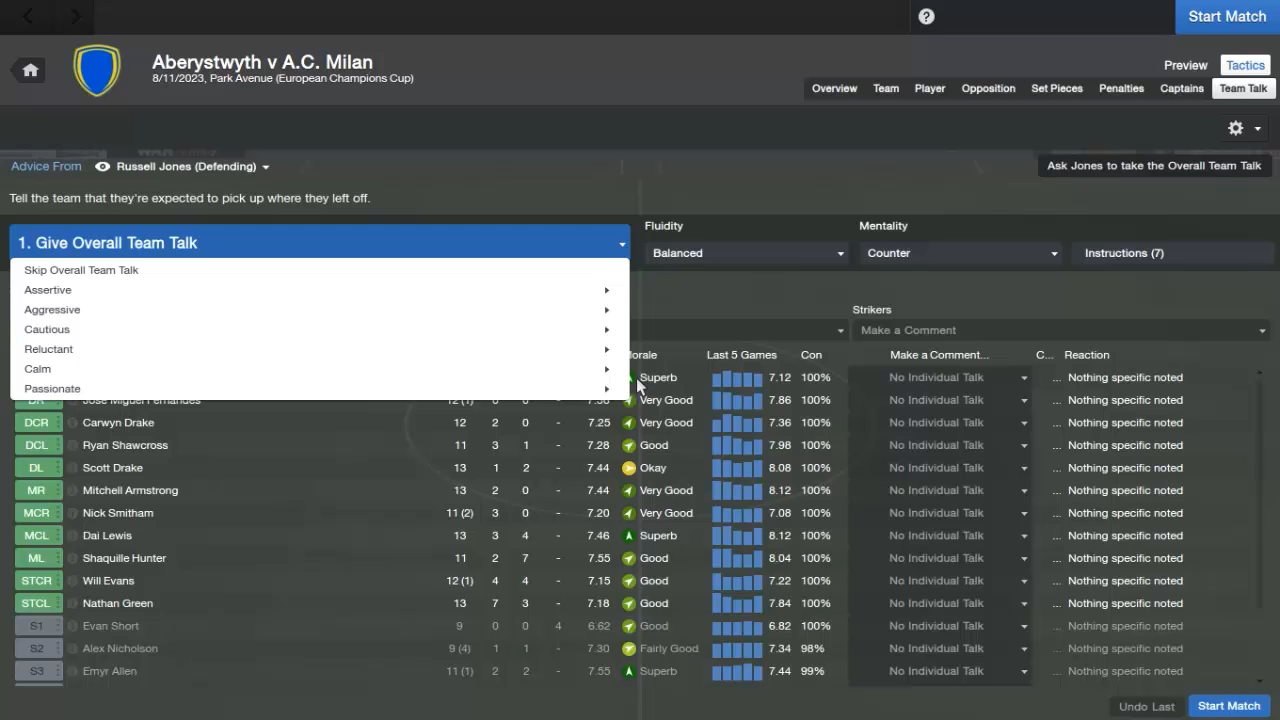 Start Match
Aberystwyth v A.C. Milan
8/11/2023, Park Avenue (European Champions Cup)
Preview Tactics
Overview Team Player Opposition Set Pieces Penalties Captains Team Talk
Advice From Russell Jones (Defending) Ask Jones to take the Overall Team Talk
Tell the team that they're expected to pick up where they left off.
Fluidity Mentality
1. Give Overall Team Talk Balanced Counter Instructions (7)
Skip Overall Team Talk
Assertive
Aggressive Strikers
Cautious Make a Comment
Reluctant Last 5 Games Con Make a Comment... C... Reaction
Calm Superb 7.12 100% No Individual Talk ... Nothing specific noted
Passionate
Very Good 7.86 100% No Individual Talk ... Nothing specific noted
DCR Carwyn Drake 12 2 0 - 7.25 Very Good 7.36 100% No Individual Talk ... Nothing specific noted
DCL Ryan Shawcross 11 3 1 - 7.28 Good 7.98 100% No Individual Talk ... Nothing specific noted
DL Scott Drake 13 1 2 - 7.44 Okay 8.08 100% No Individual Talk ... Nothing specific noted
MR Mitchell Armstrong 13 2 0 - 7.44 Very Good 8.12 100% No Individual Talk ... Nothing specific noted
MCR Nick Smitham 11 (2) 3 0 - 7.20 Very Good 7.08 100% No Individual Talk ... Nothing specific noted
MCL Dai Lewis 13 3 4 - 7.46 Superb 8.12 100% No Individual Talk ... Nothing specific noted
ML Shaquille Hunter 11 2 7 - 7.55 Good 8.04 100% No Individual Talk ... Nothing specific noted
STCR Will Evans 12 (1) 4 4 - 7.15 Good 7.22 100% No Individual Talk ... Nothing specific noted
STCL Nathan Green 13 7 3 - 7.18 Good 7.84 100% No Individual Talk ... Nothing specific noted
S1 Evan Short 9 0 0 4 6.62 Good 6.82 100% No Individual Talk ... Nothing specific noted
S2 Alex Nicholson 9 (4) 1 1 - 7.30 Fairly Good 7.34 98% No Individual Talk ... Nothing specific noted
S3 Emyr Allen 11 (1) 2 2 - 7.55 Superb 7.44 99% No Individual Talk ... Nothing specific noted
Undo Last Start Match